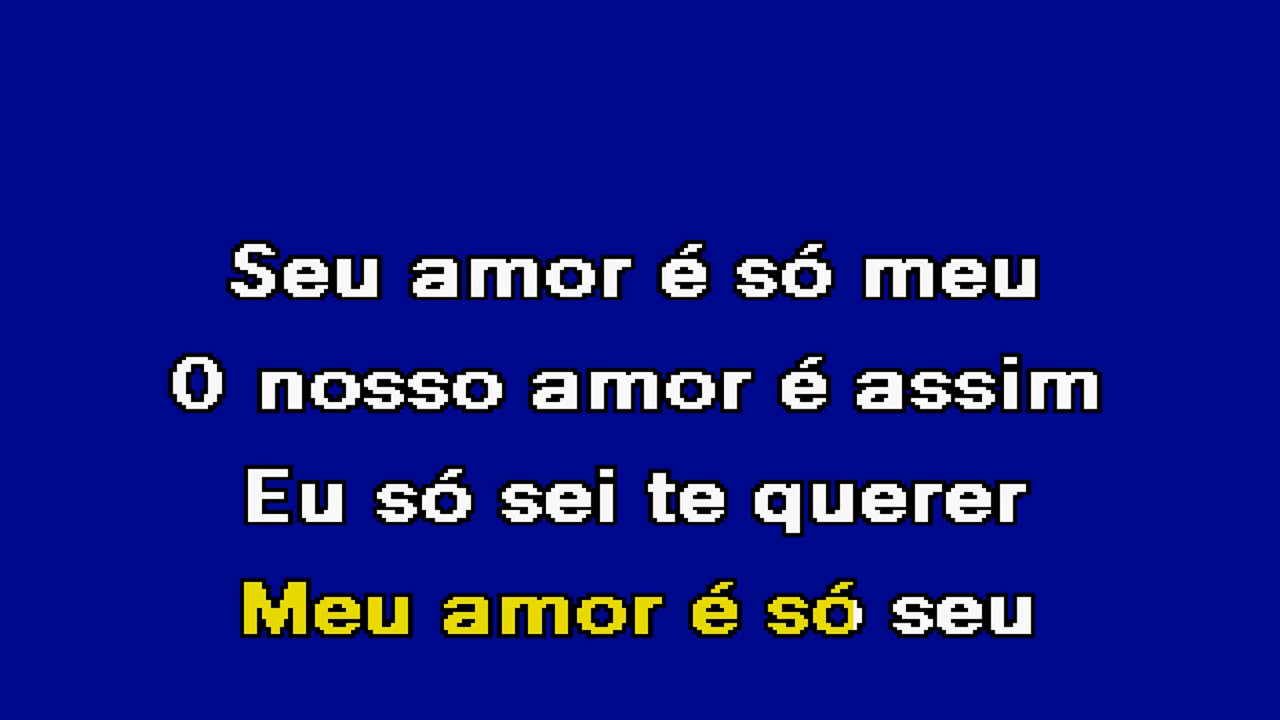 Seu amor é só meu
O nosso amor é assim
Eu só sei te querer
Meu amor é só seu